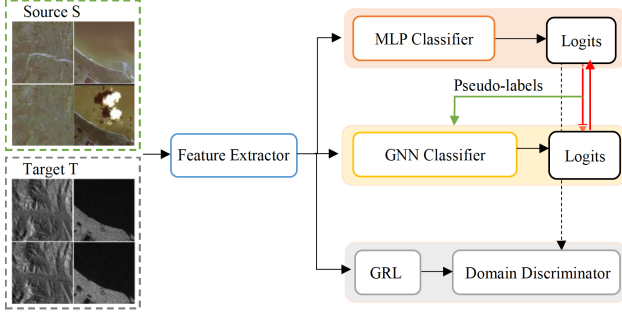 Source S
MLP Classifier
Logits
Pseudo-labels
Feature Extractor
GNN Classifier
Logits
Target T
GRL
Domain Discriminator